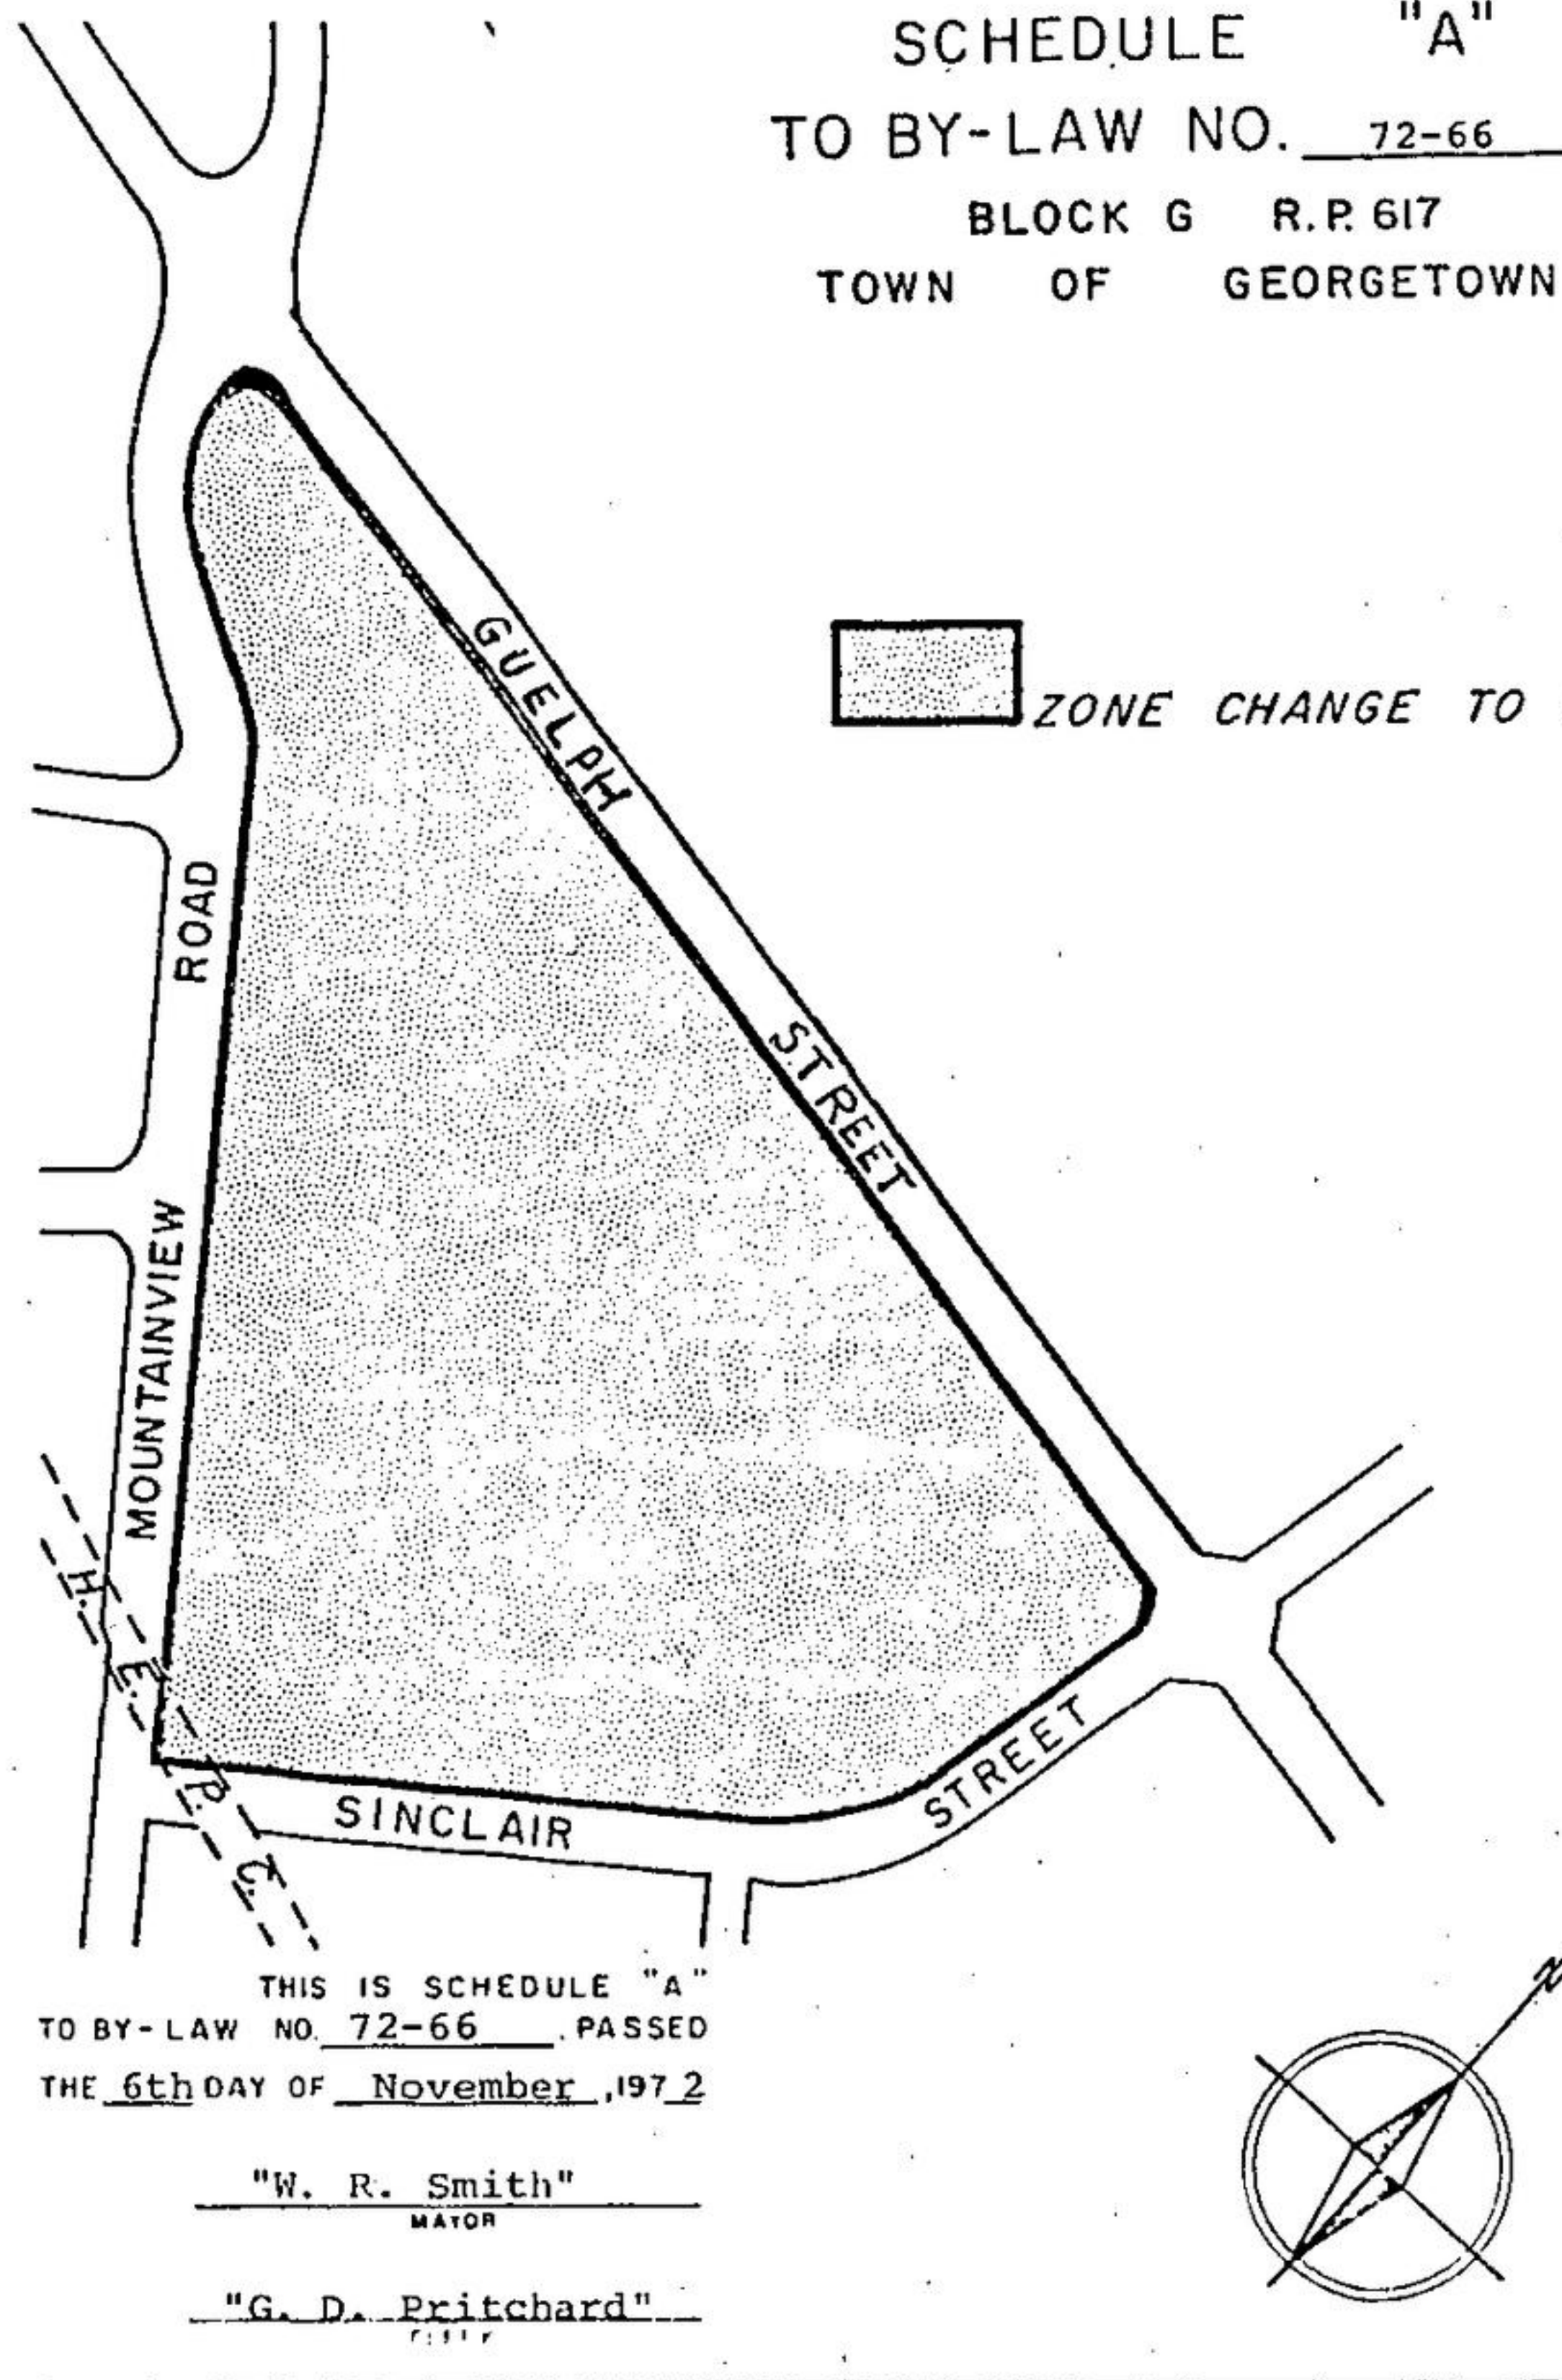 SCHEDULE "A"
TO BY-LAW NO. 72-66
BLOCK G R.P. 617
TOWN OF GEORGETOWN
GUELPH STREET
ZONE CHANGE TO
MOUNTAINVIEW ROAD
H. E. P. C.
SINCLAIR STREET
THIS IS SCHEDULE "A"
TO BY-LAW NO. 72-66. PASSED
THE 6th DAY OF November, 1972
"W. R. Smith"
MAYOR
"G. D. Pritchard"
N